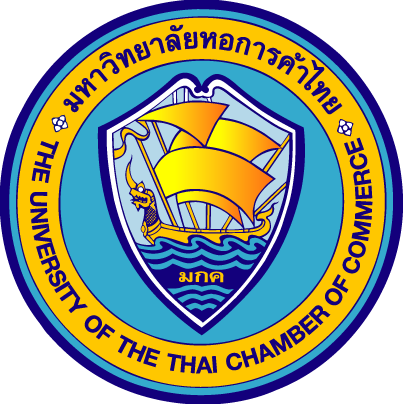 มหาวิทยาลัยหอการค้าไทย
มกค
THE UNIVERSITY OF THE THAI CHAMBER OF COMMERCE